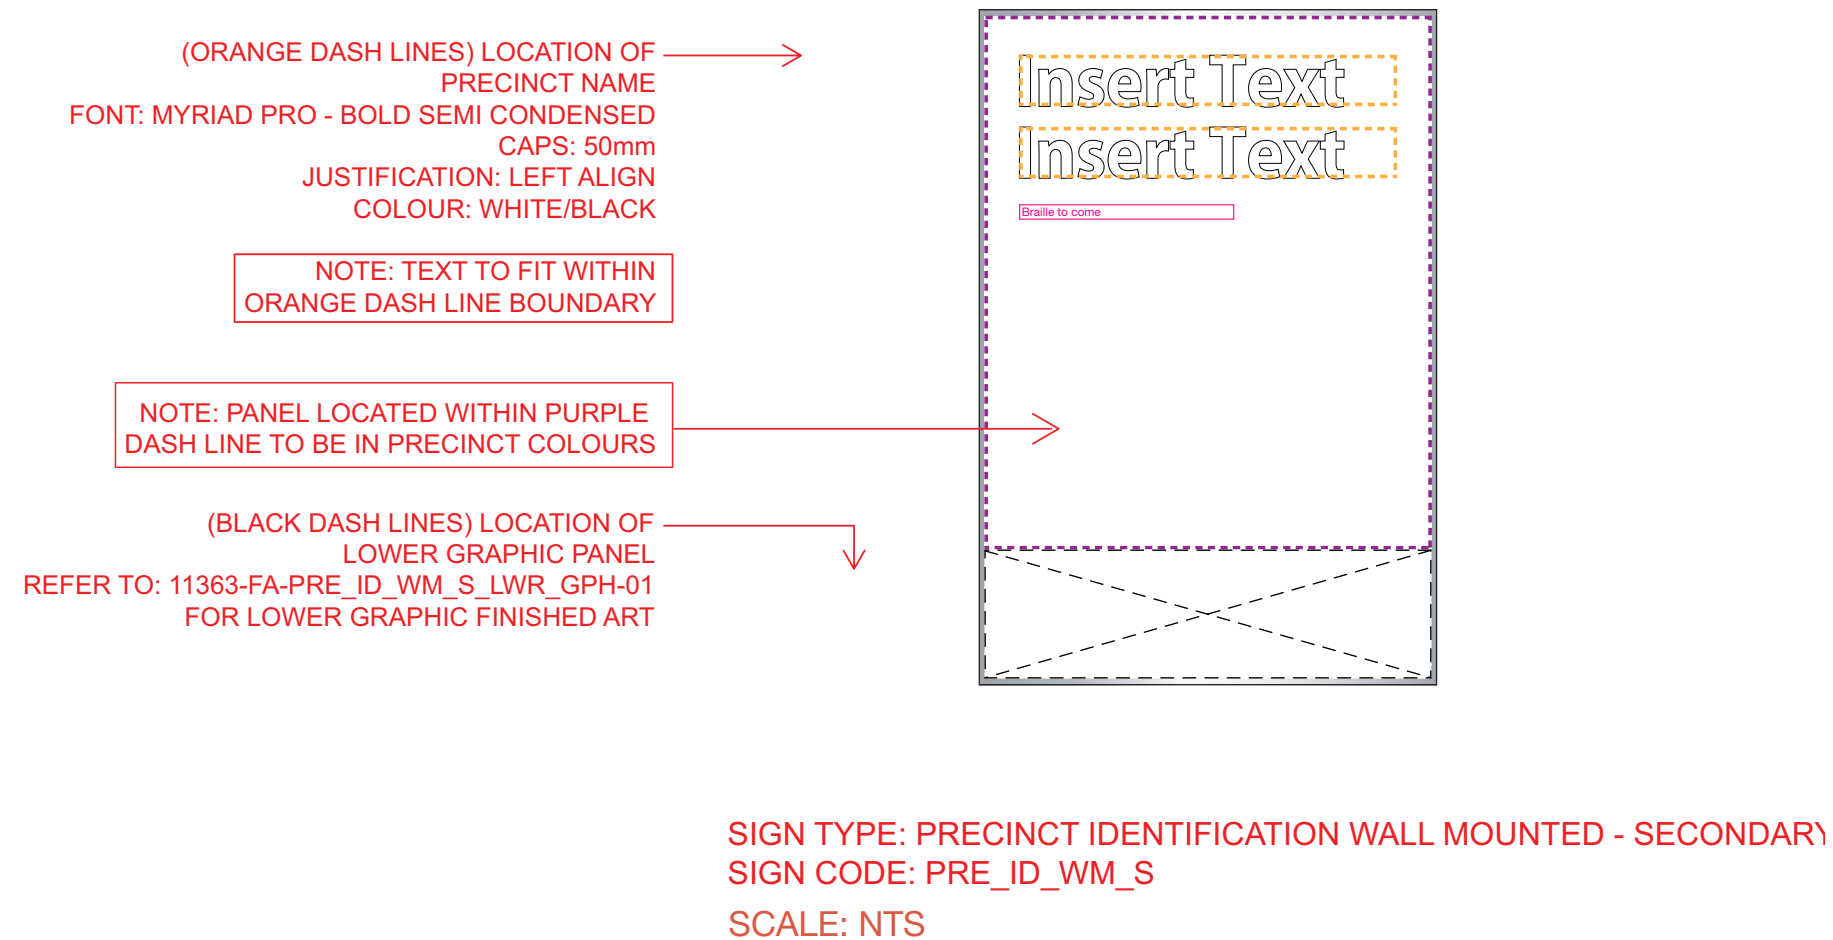 (ORANGE DASH LINES) LOCATION OF
PRECINCT NAME
FONT: MYRIAD PRO - BOLD SEMI CONDENSED
CAPS: 50mm
JUSTIFICATION: LEFT ALIGN
COLOUR: WHITE/BLACK
NOTE: TEXT TO FIT WITHIN
ORANGE DASH LINE BOUNDARY
NOTE: PANEL LOCATED WITHIN PURPLE
DASH LINE TO BE IN PRECINCT COLOURS
(BLACK DASH LINES) LOCATION OF
LOWER GRAPHIC PANEL
REFER TO: 11363-FA-PRE_ID_WM_S_LWR_GPH-01
FOR LOWER GRAPHIC FINISHED ART
Insert Text
Insert Text
Braille to come
SIGN TYPE: PRECINCT IDENTIFICATION WALL MOUNTED - SECONDARY
SIGN CODE: PRE_ID_WM_S
SCALE: NTS